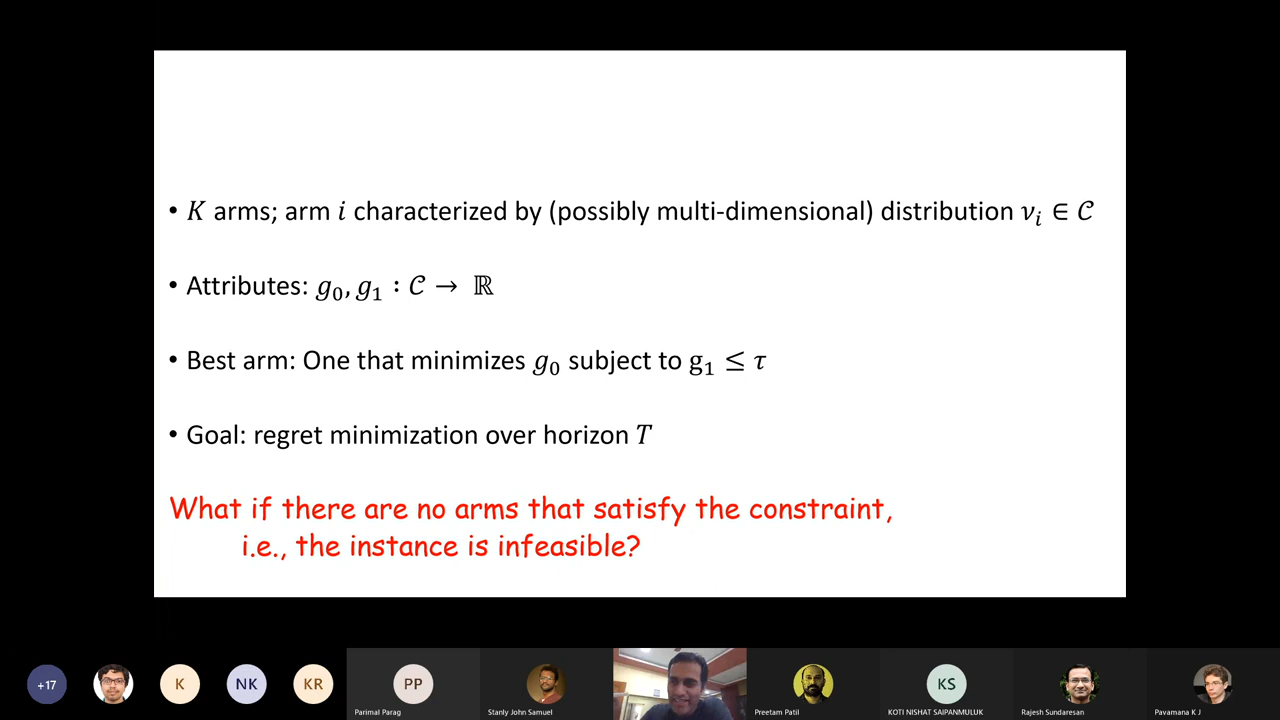 • K arms; arm i characterized by (possibly multi-dimensional) distribution νᵢ ∈ 𝒞
• Attributes: g₀, g₁ : 𝒞 → ℝ
• Best arm: One that minimizes g₀ subject to g₁ ≤ τ
• Goal: regret minimization over horizon T
What if there are no arms that satisfy the constraint,
i.e., the instance is infeasible?
+17
K
NK
KR
PP
KS
Parimal Parag
Stanly John Samuel
Preetam Patil
KOTI NISHAT SAIPANMULUK
Rajesh Sundaresan
Pavamana K J